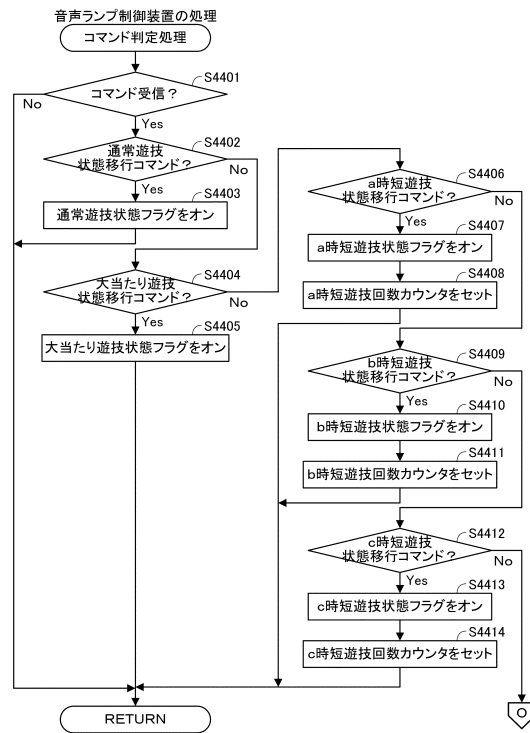 音声ランプ制御装置の処理
コマンド判定処理
S4401
コマンド受信？
No
Yes
S4402
通常遊技
状態移行コマンド？
No
Yes
S4403
通常遊技状態フラグをオン
S4404
大当たり遊技
状態移行コマンド？
No
Yes
S4405
大当たり遊技状態フラグをオン
S4406
a時短遊技
状態移行コマンド？
No
Yes
S4407
a時短遊技状態フラグをオン
S4408
a時短遊技回数カウンタをセット
S4409
b時短遊技
状態移行コマンド？
No
Yes
S4410
b時短遊技状態フラグをオン
S4411
b時短遊技回数カウンタをセット
S4412
c時短遊技
状態移行コマンド？
No
Yes
S4413
c時短遊技状態フラグをオン
S4414
c時短遊技回数カウンタをセット
RETURN
O